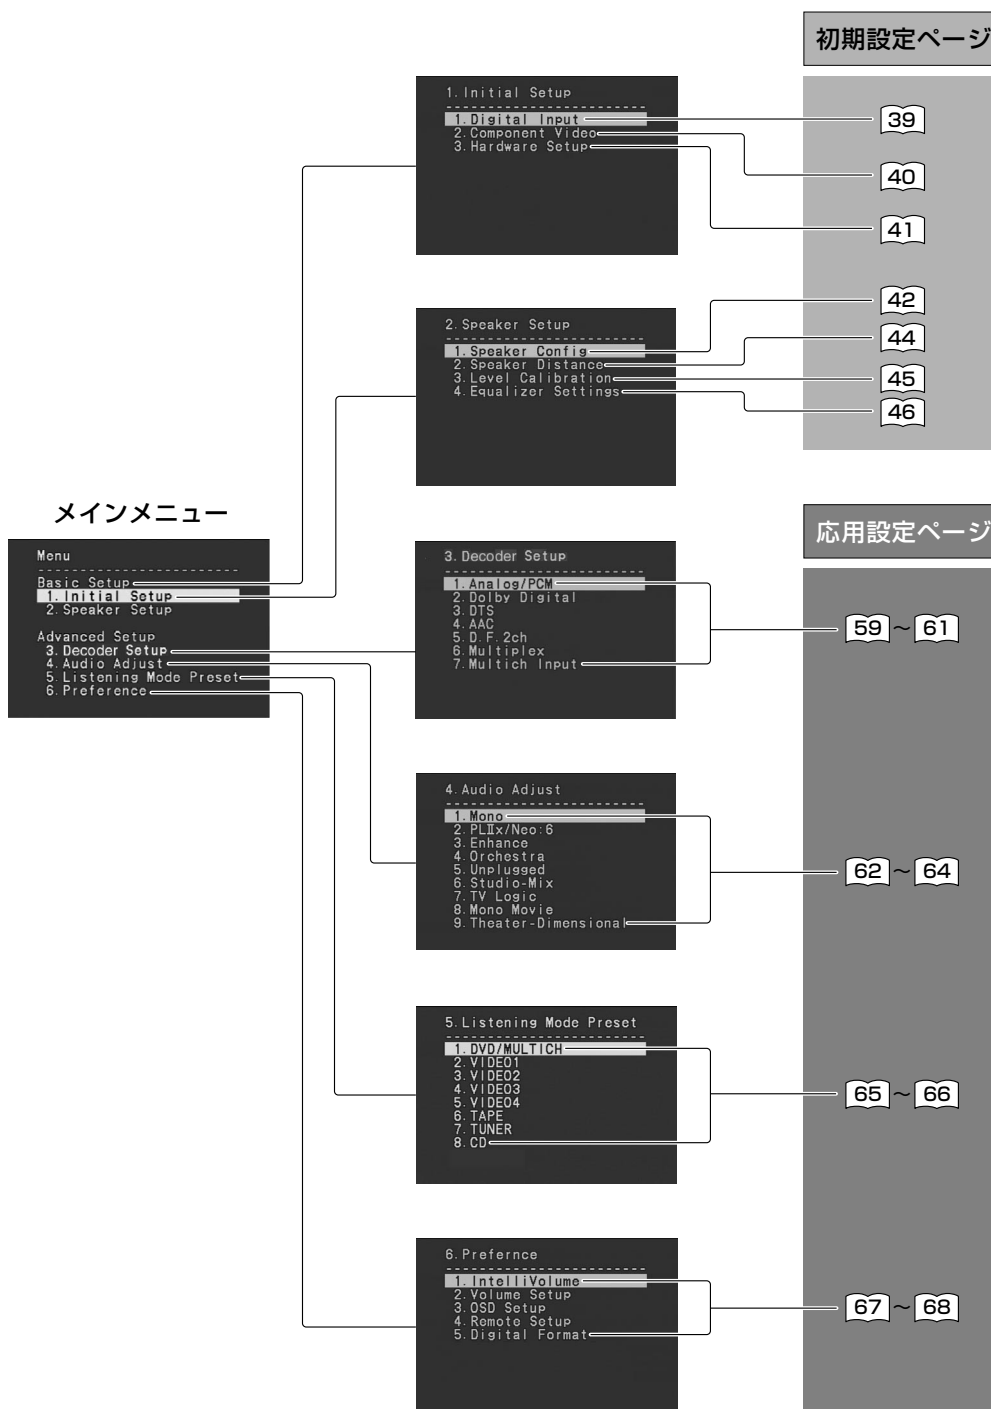 初期設定ページ
1. Initial Setup
1. Digital Input
2. Component Video
3. Hardware Setup
39
40
41
2. Speaker Setup
1. Speaker Config
2. Speaker Distance
3. Level Calibration
4. Equalizer Settings
42
44
45
46
メインメニュー
Menu
Basic Setup
1. Initial Setup
2. Speaker Setup
Advanced Setup
3. Decoder Setup
4. Audio Adjust
5. Listening Mode Preset
6. Preference
応用設定ページ
3. Decoder Setup
1. Analog/PCM
2. Dolby Digital
3. DTS
4. AAC
5. D.F. 2ch
6. Multiplex
7. Multich Input
59 ~ 61
4. Audio Adjust
1. Mono
2. PLⅡx/Neo:6
3. Enhance
4. Orchestra
5. Unplugged
6. Studio-Mix
7. TV Logic
8. Mono Movie
9. Theater-Dimensional
62 ~ 64
5. Listening Mode Preset
1. DVD/MULTICH
2. VIDEO1
3. VIDEO2
4. VIDEO3
5. VIDEO4
6. TAPE
7. TUNER
8. CD
65 ~ 66
6. Prefernce
1. IntelliVolume
2. Volume Setup
3. OSD Setup
4. Remote Setup
5. Digital Format
67 ~ 68